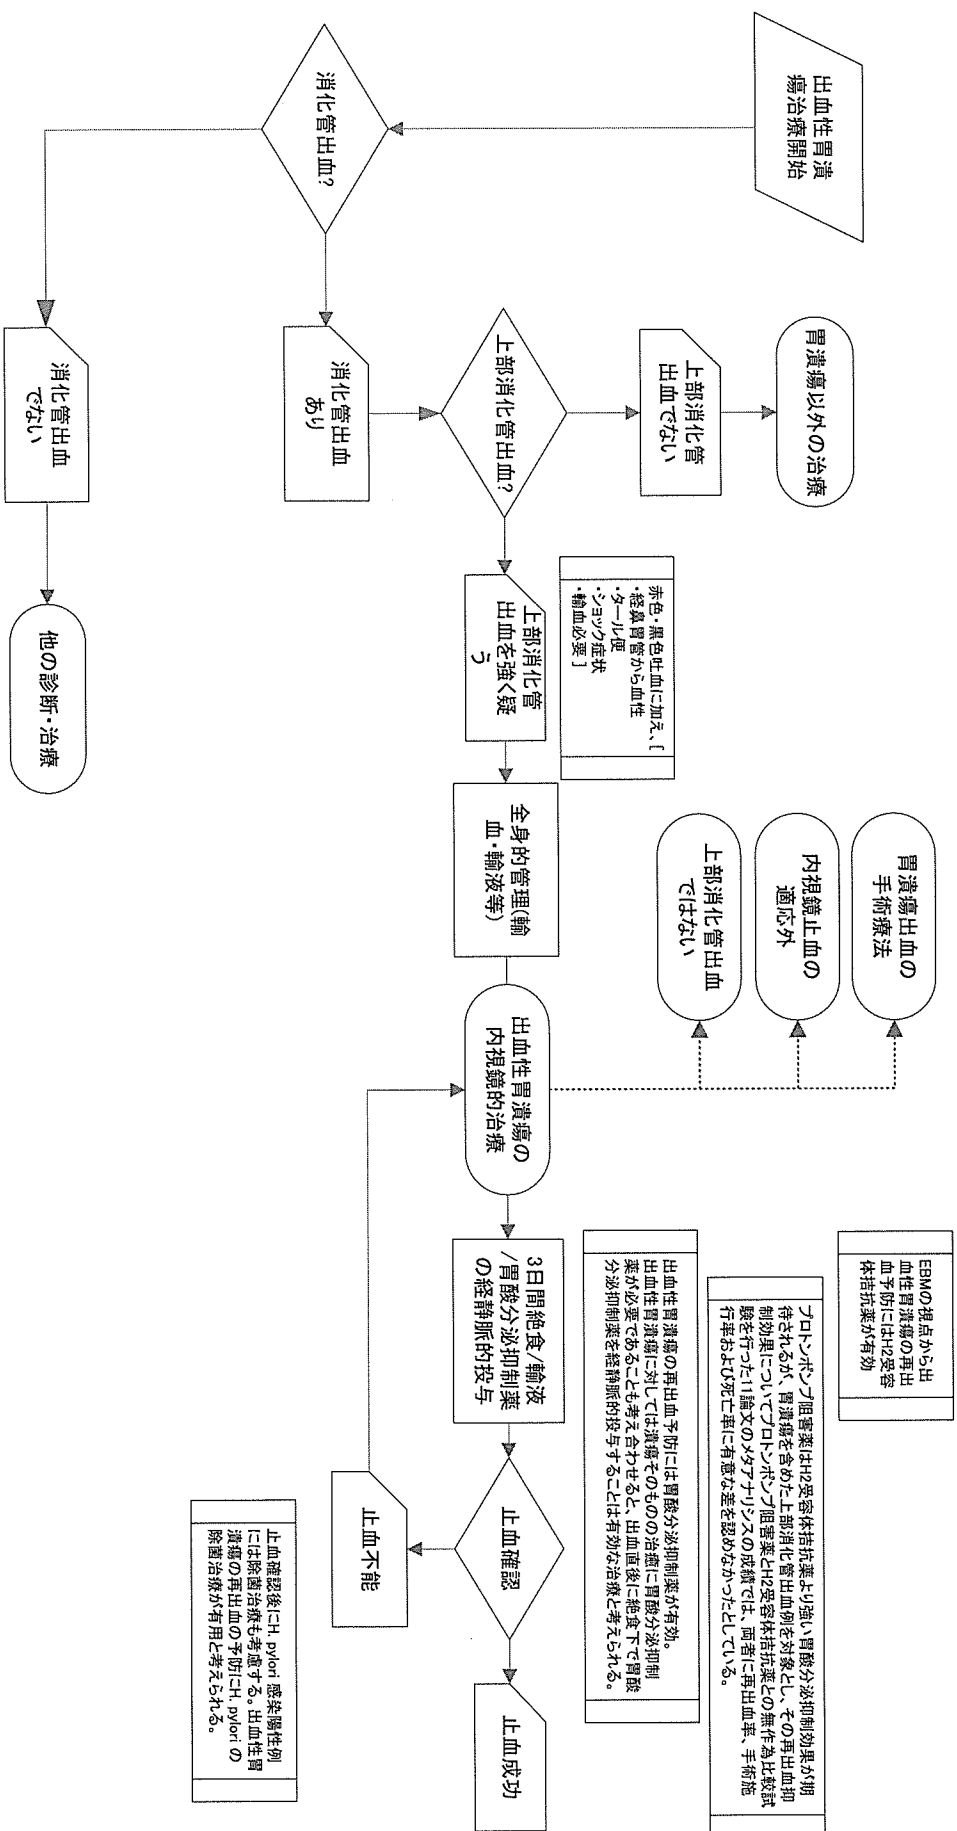 出血性胃潰
瘍治療開始
消化管出血?
消化管出血
でない
他の診断・治療
消化管出血
あり
上部消化管出血?
上部消化管
出血でない
胃潰瘍以外の治療
赤色・黒色吐血に加え、[
・経鼻胃管から血性
・タール便
・ショック症状
・輸血必要]
上部消化管
出血を強く疑
う
全身的管理(輸
血・輸液等)
胃潰瘍出血の
手術療法
内視鏡止血の
適応外
上部消化管出血
ではない
出血性胃潰瘍の
内視鏡的治療
EBMの視点から出
血性胃潰瘍の再出
血予防にはH2受容
体拮抗薬が有効
プロトンポンプ阻害薬はH2受容体拮抗薬より強い胃酸分泌抑制効果が期
待されるが、胃潰瘍を含めた上部消化管出血例を対象とし、その再出血抑
制効果についてプロトンポンプ阻害薬とH2受容体拮抗薬との無作為比較試
験を行った11論文のメタアナリシスの成績では、両者に再出血率、手術施
行率および死亡率に有意な差を認めなかったとしている。
出血性胃潰瘍の再出血予防には胃酸分泌抑制薬が有効。
出血性胃潰瘍に対しては潰瘍そのものの治癒に胃酸分泌抑制
薬が必要であることも考え合わせると、出血直後に絶食下で胃酸
分泌抑制薬を経静脈的投与することは有効な治療と考えられる。
3日間絶食/輸液
/胃酸分泌抑制薬
の経静脈的投与
止血確認
止血不能
止血成功
止血確認後にH. pylori 感染陽性例
には除菌治療も考慮する。出血性胃
潰瘍の再出血の予防にH. pylori の
除菌治療が有用と考えられる。